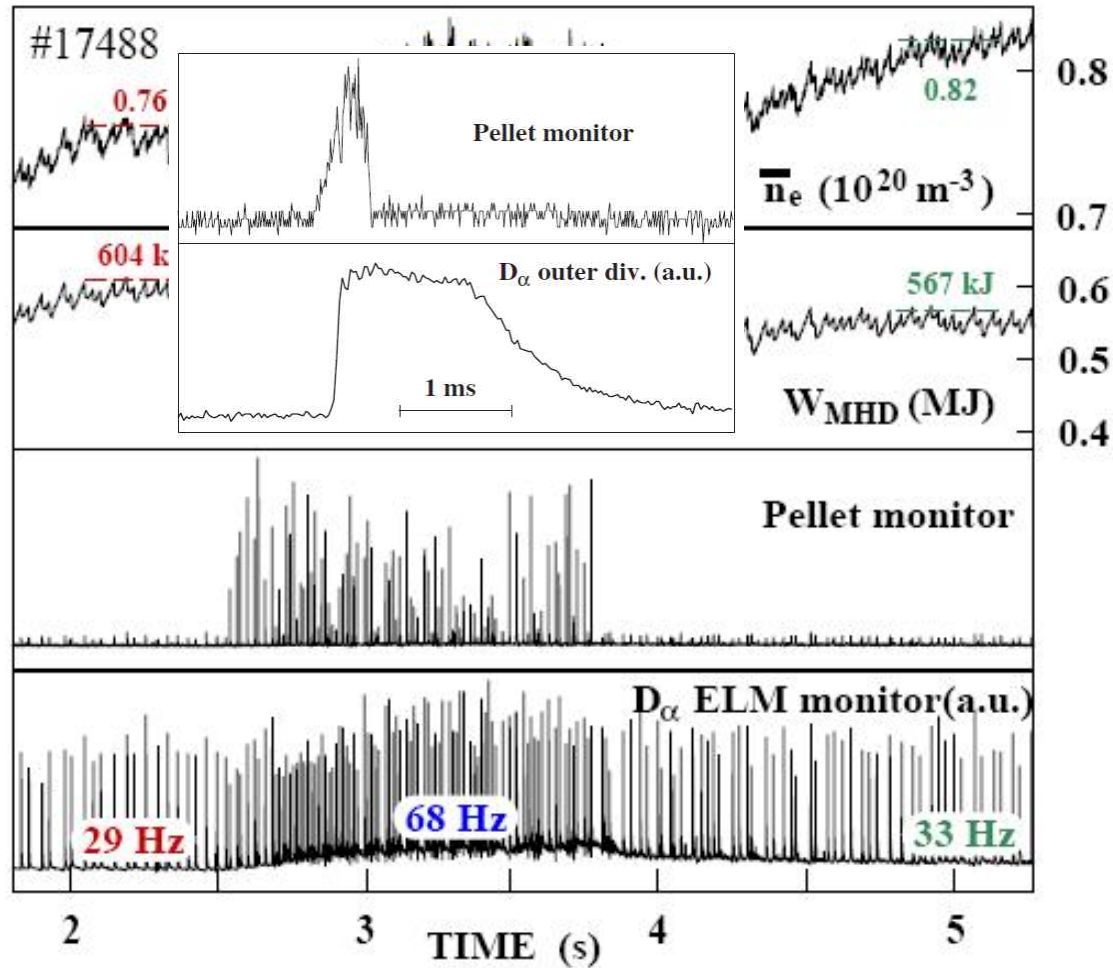 #17488
0.76
0.82
0.8
n̅e (10^20 m^-3)
0.7
Pellet monitor
Dα outer div. (a.u.)
1 ms
604 k
567 kJ
0.6
0.5
WMHD (MJ)
0.4
Pellet monitor
Dα ELM monitor(a.u.)
29 Hz
68 Hz
33 Hz
2
3
4
5
TIME (s)